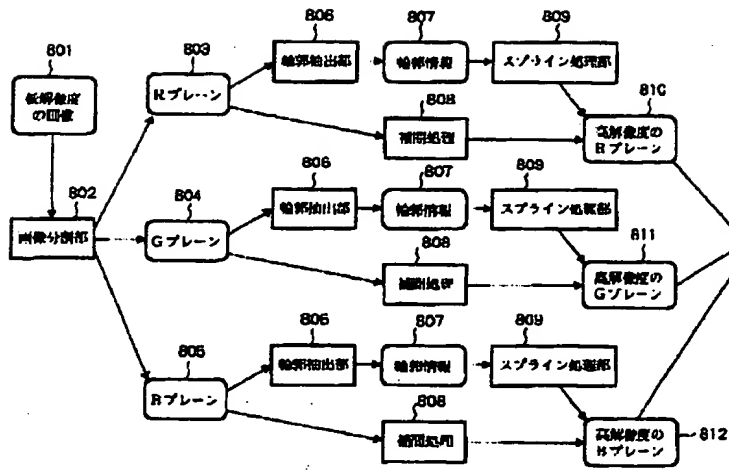 801
低解像度
の画像
802
画像分割部
803
Rプレーン
806
輪郭抽出部
807
輪郭情報
809
スプライン処理部
808
補間処理
810
高解像度の
Rプレーン
804
Gプレーン
806
輪郭抽出部
807
輪郭情報
809
スプライン処理部
808
補間処理
811
高解像度の
Gプレーン
805
Bプレーン
806
輪郭抽出部
807
輪郭情報
809
スプライン処理部
808
補間処理
高解像度の
Bプレーン
812